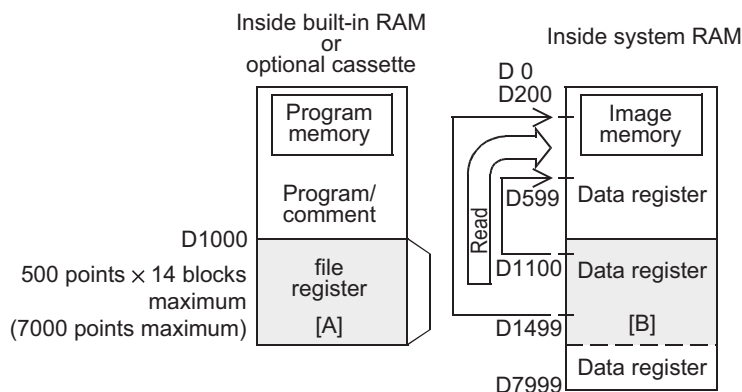 Inside built-in RAM
or
optional cassette
Program
memory
Program/
comment
D1000
500 points × 14 blocks
maximum
(7000 points maximum)
file
register
[A]
Inside system RAM
D 0
D200
Image
memory
D599
Data register
Read
D1100
Data register
D1499
[B]
Data register
D7999